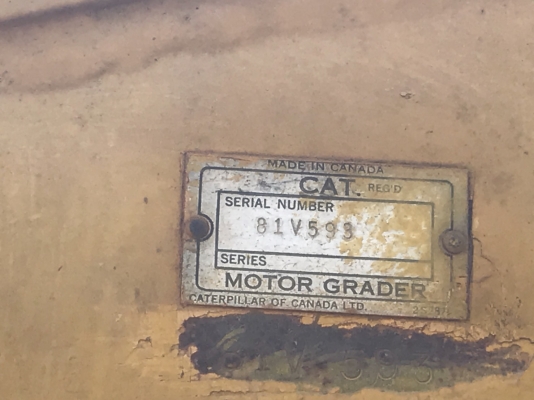 MADE IN CANADA
CAT. REG'D
SERIAL NUMBER
81V593
SERIES
MOTOR GRADER
CATERPILLAR OF CANADA LTD.